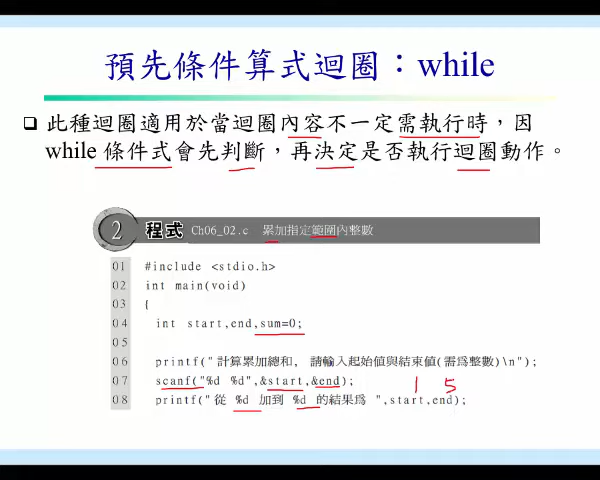 預先條件算式迴圈：while
❑ 此種迴圈適用於當迴圈內容不一定需執行時，因
while 條件式會先判斷，再決定是否執行迴圈動作。
2 程式 Ch06_02.c 累加指定範圍內整數
01 #include <stdio.h>
02 int main(void)
03 {
04 int start,end,sum=0;
05
06 printf("計算累加總和, 請輸入起始值與結束值(需為整數)\n");
07 scanf("%d %d",&start,&end);
1 5
08 printf("從 %d 加到 %d 的結果為 ",start,end);